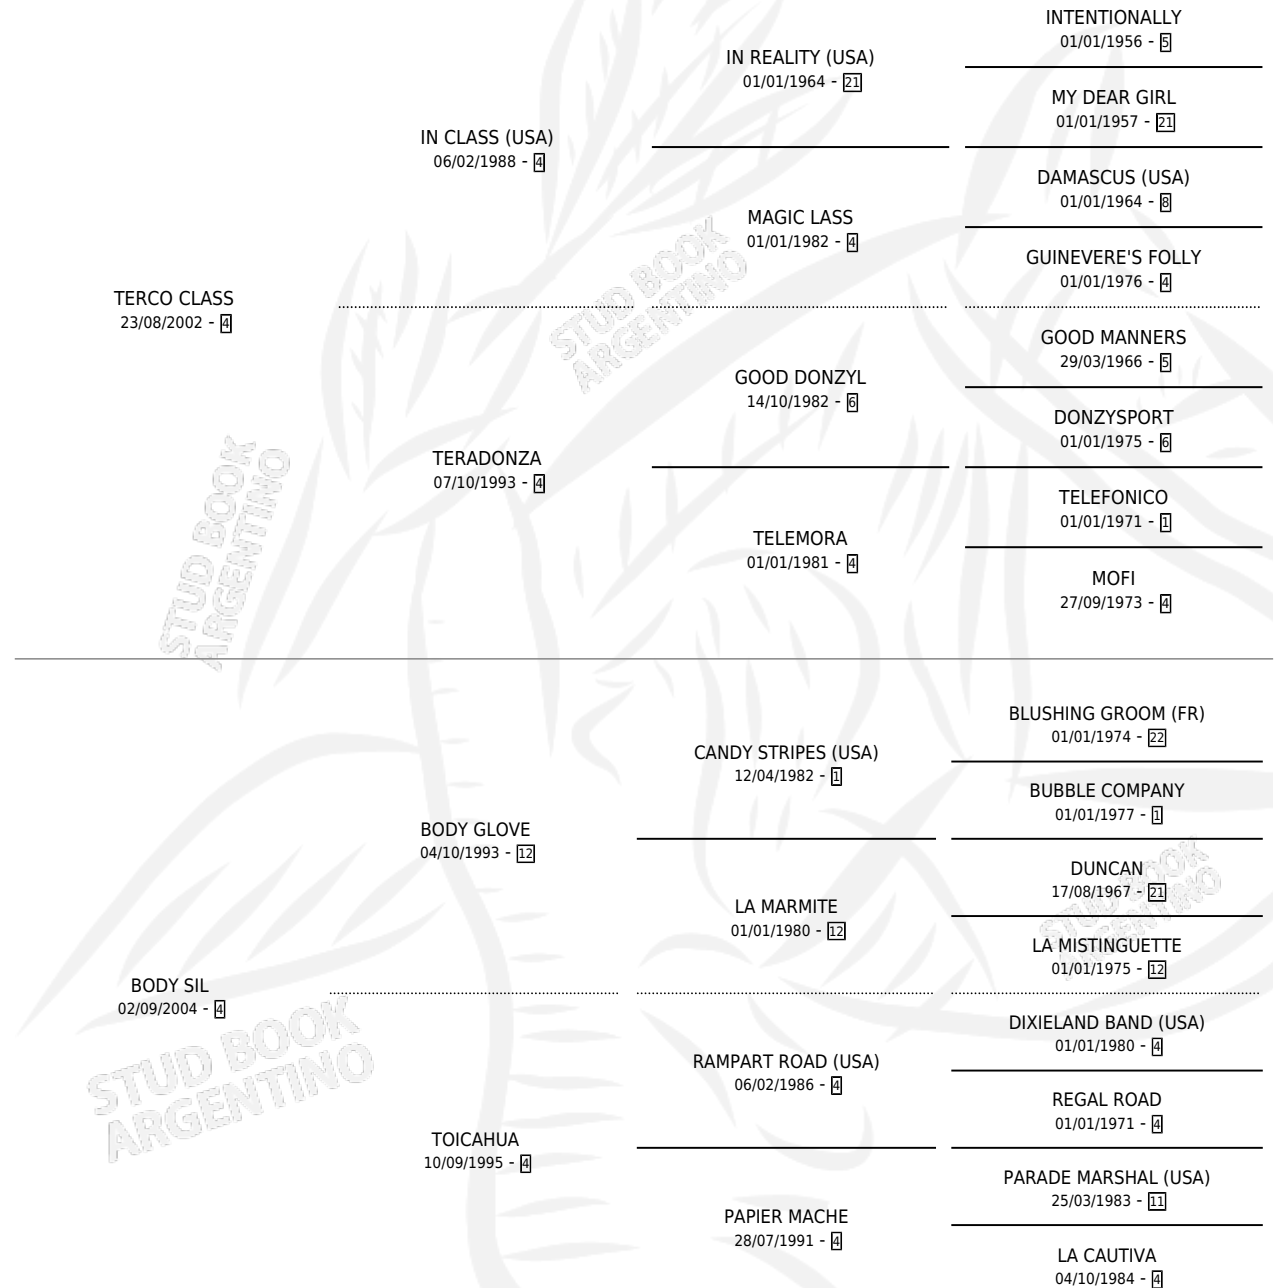 INTENTIONALLY
01/01/1956 - 5
IN REALITY (USA)
01/01/1964 - 21
MY DEAR GIRL
01/01/1957 - 21
IN CLASS (USA)
06/02/1988 - 4
DAMASCUS (USA)
01/01/1964 - 8
MAGIC LASS
01/01/1982 - 4
GUINEVERE'S FOLLY
01/01/1976 - 4
TERCO CLASS
23/08/2002 - 4
GOOD MANNERS
29/03/1966 - 5
GOOD DONZYL
14/10/1982 - 6
DONZYSPORT
01/01/1975 - 6
TERADONZA
07/10/1993 - 4
TELEFONICO
01/01/1971 - 1
TELEMORA
01/01/1981 - 4
MOFI
27/09/1973 - 4
BLUSHING GROOM (FR)
01/01/1974 - 22
CANDY STRIPES (USA)
12/04/1982 - 1
BUBBLE COMPANY
01/01/1977 - 1
BODY GLOVE
04/10/1993 - 12
DUNCAN
17/08/1967 - 21
LA MARMITE
01/01/1980 - 12
LA MISTINGUETTE
01/01/1975 - 12
BODY SIL
02/09/2004 - 4
DIXIELAND BAND (USA)
01/01/1980 - 4
RAMPART ROAD (USA)
06/02/1986 - 4
REGAL ROAD
01/01/1971 - 4
TOICAHUA
10/09/1995 - 4
PARADE MARSHAL (USA)
25/03/1983 - 11
PAPIER MACHE
28/07/1991 - 4
LA CAUTIVA
04/10/1984 - 4
STUD BOOK
ARGENTINO
STUD BOOK
ARGENTINO
STUD BOOK
ARGENTINO
STUD BOOK
ARGENTINO